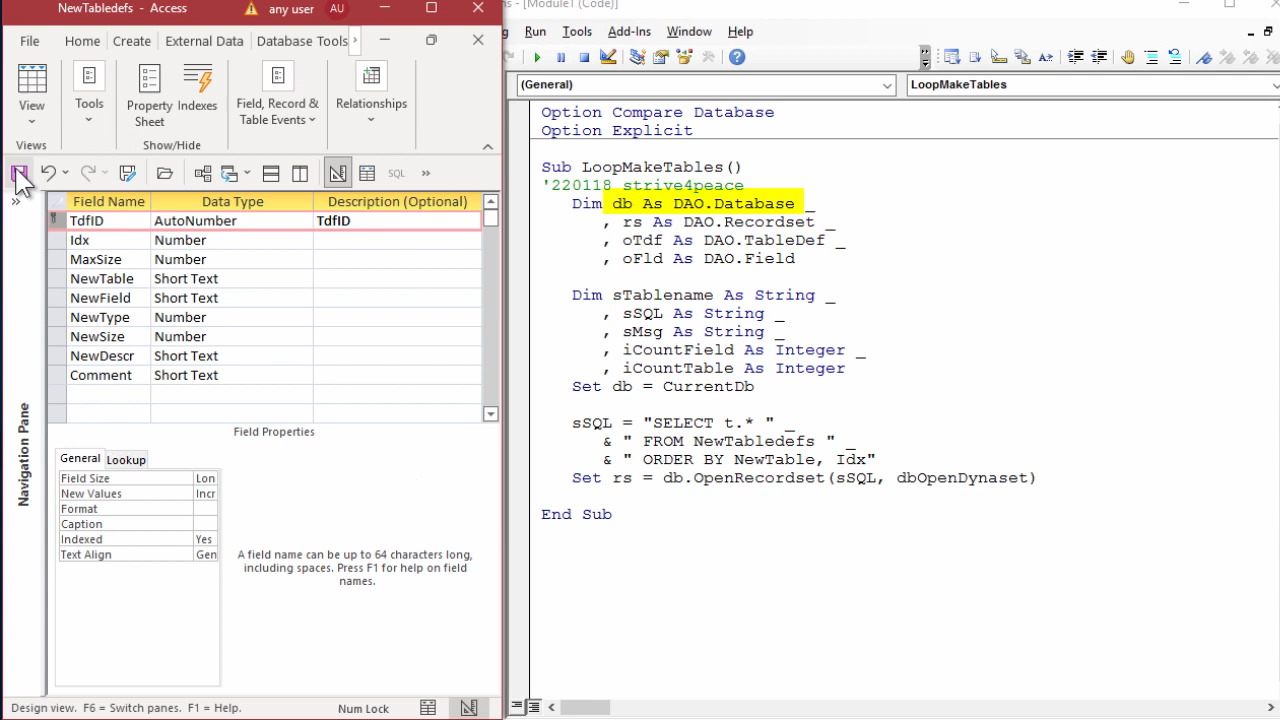 NewTabledefs - Access
any user
AU
File
Home
Create
External Data
Database Tools
View
Tools
Property Sheet
Indexes
Field, Record & Table Events
Relationships
Views
Show/Hide
SQL
»
»
Navigation Pane
Field Name
Data Type
Description (Optional)
TdfID AutoNumber TdfID
Idx Number
MaxSize Number
NewTable Short Text
NewField Short Text
NewType Number
NewSize Number
NewDescr Short Text
Comment Short Text
Field Properties
General
Lookup
Field Size Lon
New Values Incr
Format
Caption
Indexed Yes
Text Align Gen
A field name can be up to 64 characters long,
including spaces. Press F1 for help on field
names.
Design view. F6 = Switch panes. F1 = Help.
Num Lock
ns - [Module1 (Code)]
g Run Tools Add-Ins Window Help
(General)
LoopMakeTables
Option Compare Database
Option Explicit
Sub LoopMakeTables()
'220118 strive4peace
Dim db As DAO.Database _
, rs As DAO.Recordset _
, oTdf As DAO.TableDef _
, oFld As DAO.Field
Dim sTablename As String _
, sSQL As String _
, sMsg As String _
, iCountField As Integer _
, iCountTable As Integer
Set db = CurrentDb
sSQL = "SELECT t.* " _
& " FROM NewTabledefs " _
& " ORDER BY NewTable, Idx"
Set rs = db.OpenRecordset(sSQL, dbOpenDynaset)
End Sub